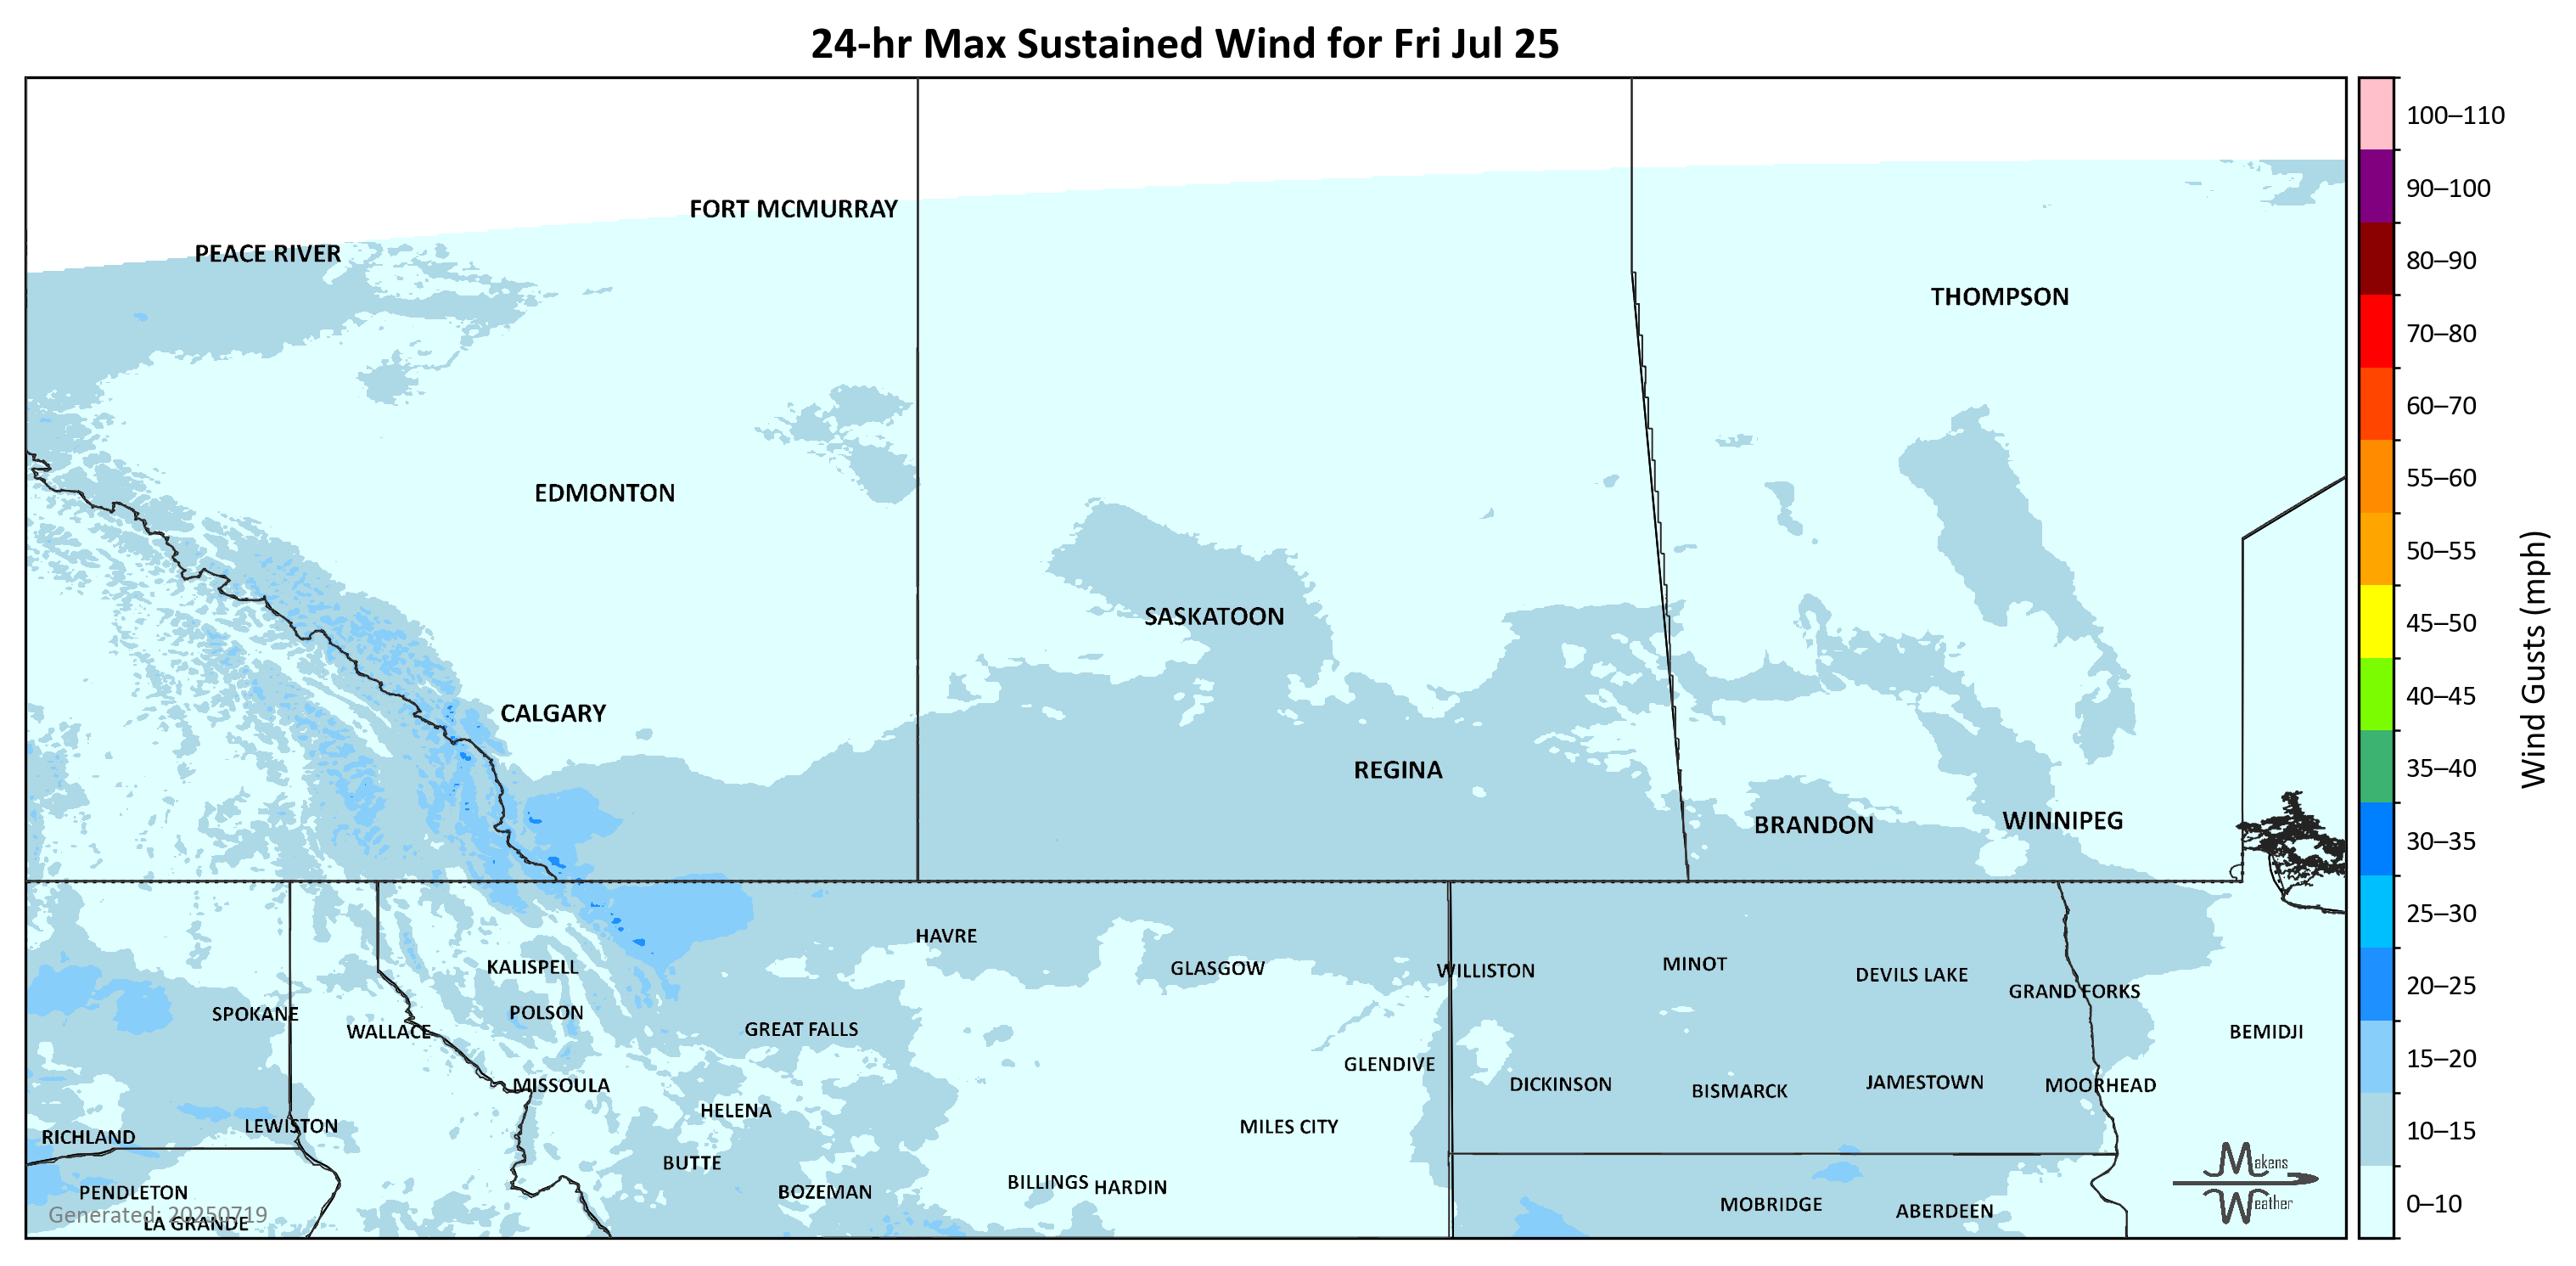 24-hr Max Sustained Wind for Fri Jul 25
100–110
90–100
FORT MCMURRAY
PEACE RIVER
80–90
THOMPSON
70–80
60–70
EDMONTON
55–60
50–55
SASKATOON
45–50
CALGARY
40–45
Wind Gusts (mph)
REGINA
35–40
BRANDON
WINNIPEG
30–35
25–30
HAVRE
KALISPELL
GLASGOW
WILLISTON
MINOT
DEVILS LAKE
20–25
GRAND FORKS
SPOKANE
POLSON
WALLACE
GREAT FALLS
BEMIDJI
15–20
GLENDIVE
MISSOULA
DICKINSON
BISMARCK
JAMESTOWN
MOORHEAD
HELENA
LEWISTON
MILES CITY
10–15
RICHLAND
BUTTE
Makens
Weather
PENDLETON
BOZEMAN
BILLINGS
HARDIN
MOBRIDGE
ABERDEEN
0–10
Generated: 20250719
LA GRANDE